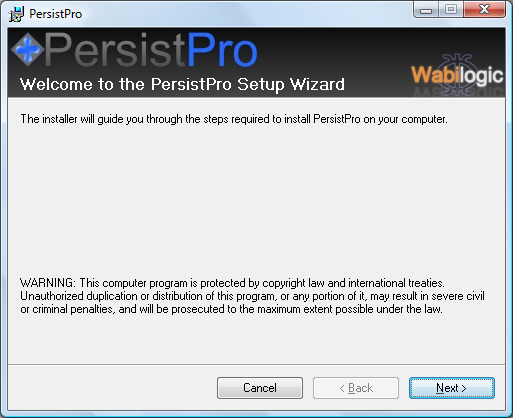 PersistPro
PersistPro
Welcome to the PersistPro Setup Wizard
Wabilogic
The installer will guide you through the steps required to install PersistPro on your computer.
WARNING: This computer program is protected by copyright law and international treaties.
Unauthorized duplication or distribution of this program, or any portion of it, may result in severe civil
or criminal penalties, and will be prosecuted to the maximum extent possible under the law.
Cancel
< Back
Next >